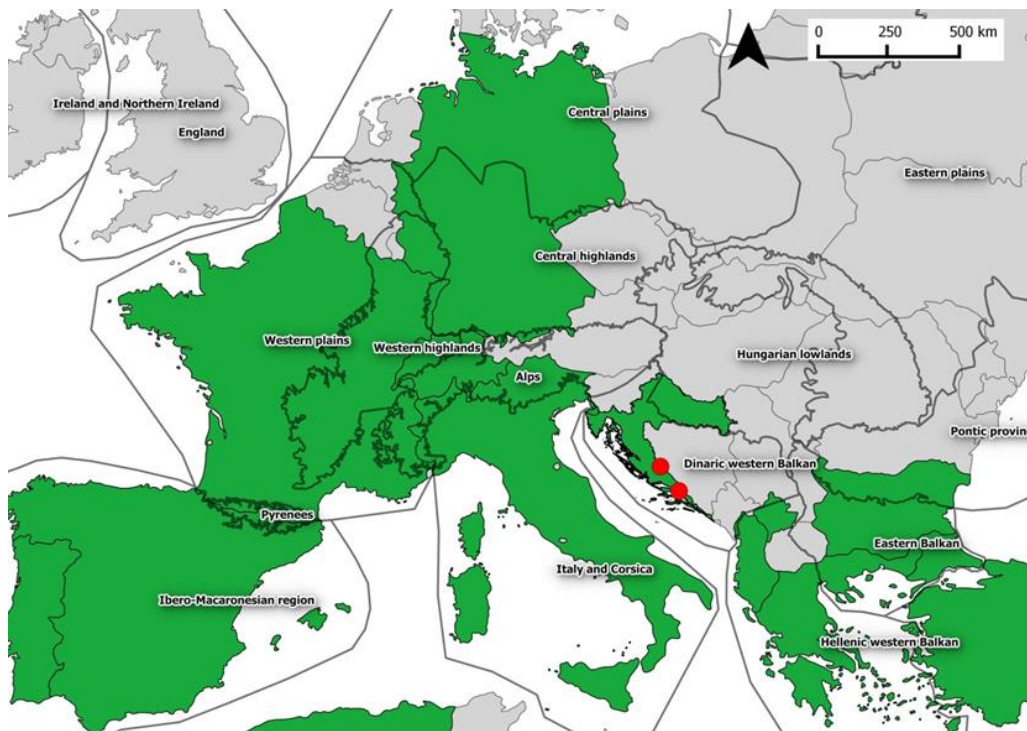 0 250 500 km
Ireland and Northern Ireland
England
Central plains
Eastern plains
Central highlands
Western plains
Western highlands
Hungarian lowlands
Alps
Pontic provin
Dinaric western Balkan
Pyrenees
Eastern Balkan
Italy and Corsica
Ibero-Macaronesian region
Hellenic western Balkan